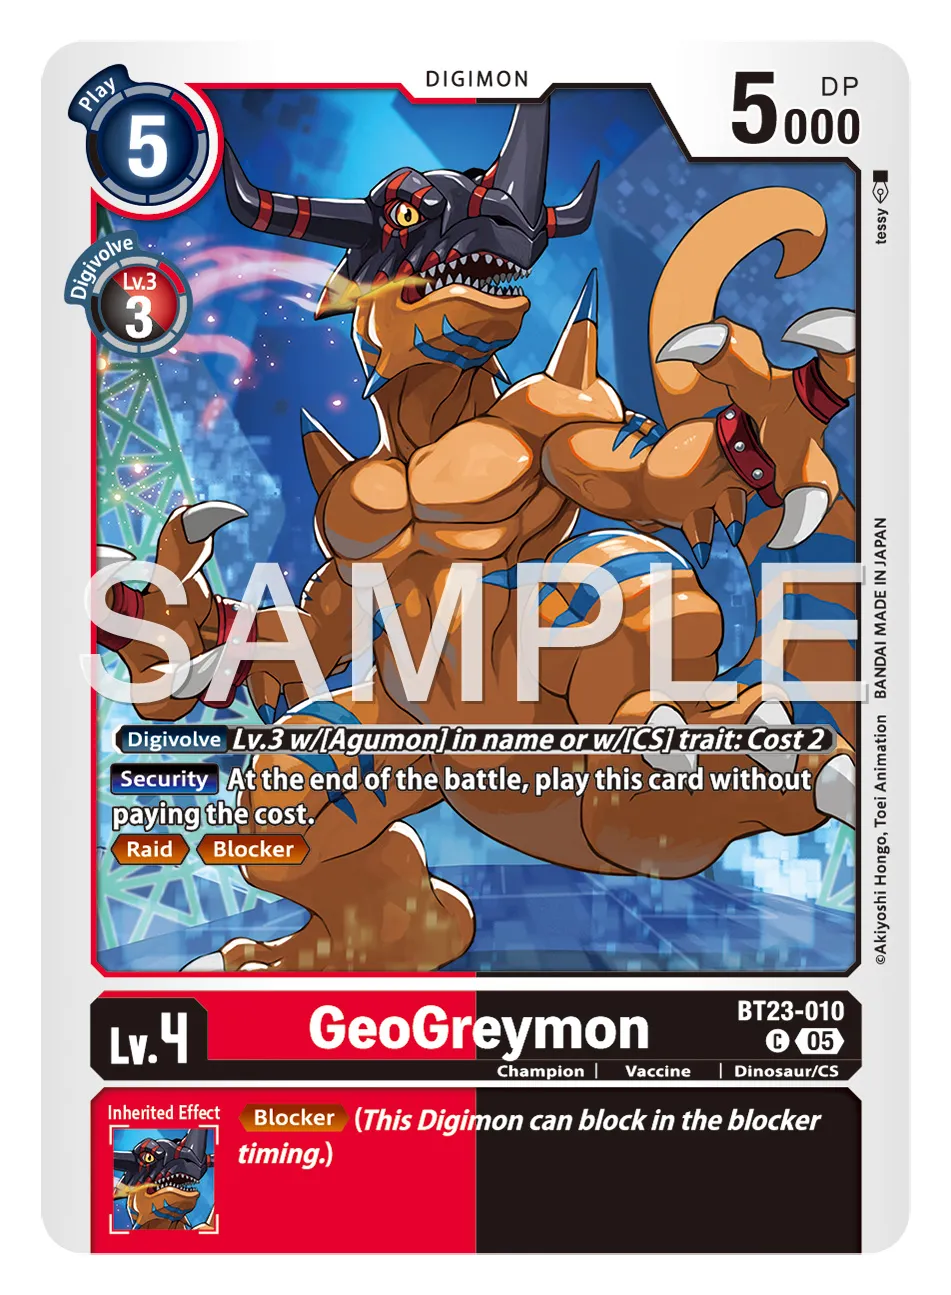 DIGIMON
Play
5
5000
DP
Digivolve
Lv.3
3
tessy
SAMPLE
Digivolve Lv.3 w/[Agumon] in name or w/[CS] trait: Cost 2
Security At the end of the battle, play this card without
paying the cost.
Raid Blocker
©Akiyoshi Hongo, Toei Animation BANDAI MADE IN JAPAN
Lv.4
GeoGreymon
BT23-010
C 05
Champion | Vaccine | Dinosaur/CS
Inherited Effect
Blocker (This Digimon can block in the blocker
timing.)